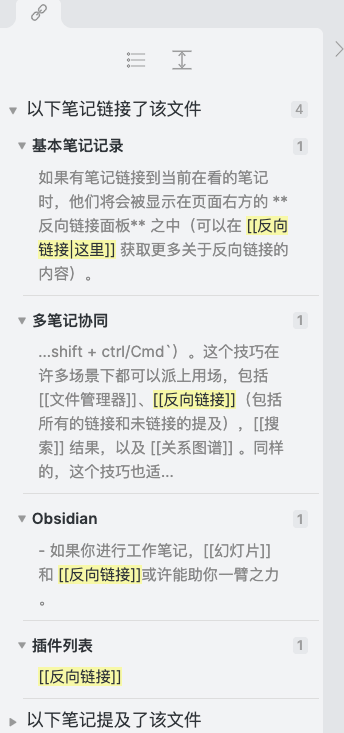 以下笔记链接了该文件 4
基本笔记记录 1
如果有笔记链接到当前在看的笔记
时，他们将会被显示在页面右方的 **
反向链接面板** 之中（可以在 [[反向
链接|这里]] 获取更多关于反向链接的
内容）。
多笔记协同 1
...shift + ctrl/Cmd`）。这个技巧在
许多场景下都可以派上用场，包括
[[文件管理器]]、[[反向链接]]（包括
所有的链接和未链接的提及），[[搜
索]] 结果，以及 [[关系图谱]] 。同样
的，这个技巧也适...
Obsidian 1
- 如果你进行工作笔记，[[幻灯片]]
和 [[反向链接]]或许能助你一臂之力
。
插件列表 1
[[反向链接]]
以下笔记提及了该文件